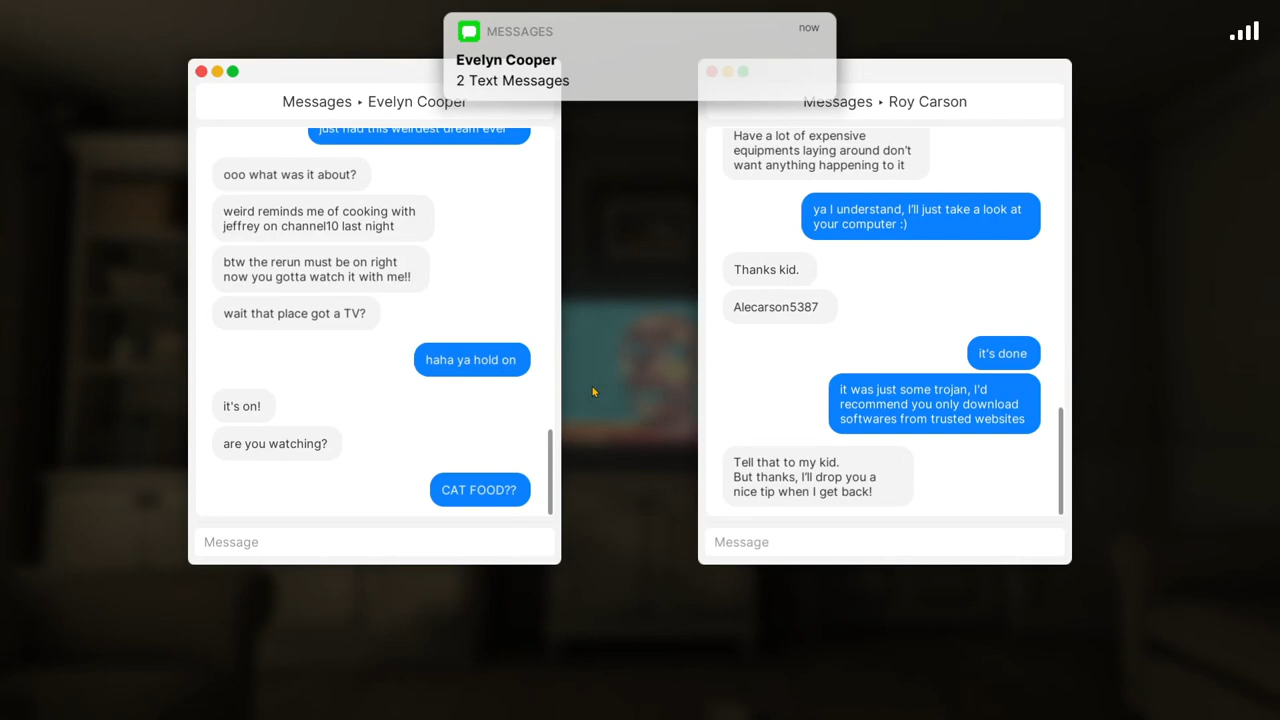 MESSAGES
now
Evelyn Cooper
2 Text Messages
Messages ▸ Evelyn Cooper
just had this weirdest dream ever
ooo what was it about?
weird reminds me of cooking with
jeffrey on channel10 last night
btw the rerun must be on right
now you gotta watch it with me!!
wait that place got a TV?
haha ya hold on
it's on!
are you watching?
CAT FOOD??
Message
Messages ▸ Roy Carson
Have a lot of expensive
equipments laying around don't
want anything happening to it
ya I understand, I'll just take a look at
your computer :)
Thanks kid.
Alecarson5387
it's done
it was just some trojan, I'd
recommend you only download
softwares from trusted websites
Tell that to my kid.
But thanks, I'll drop you a
nice tip when I get back!
Message